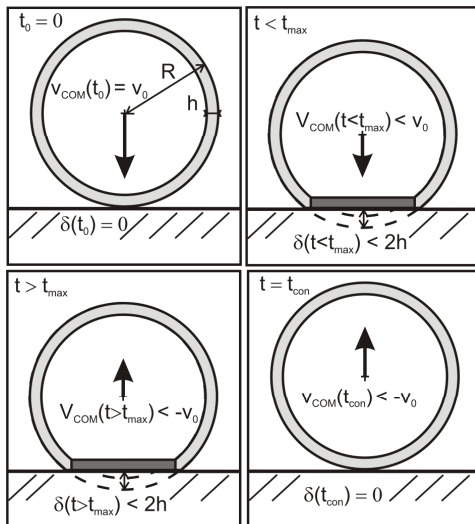 t₀ = 0
v_COM(t₀) = v₀
R
h
δ(t₀) = 0
t < t_max
V_COM(t<t_max) < v₀
δ(t<t_max) < 2h
t > t_max
V_COM(t>t_max) < -v₀
δ(t>t_max) < 2h
t = t_con
v_COM(t_con) < -v₀
δ(t_con) = 0